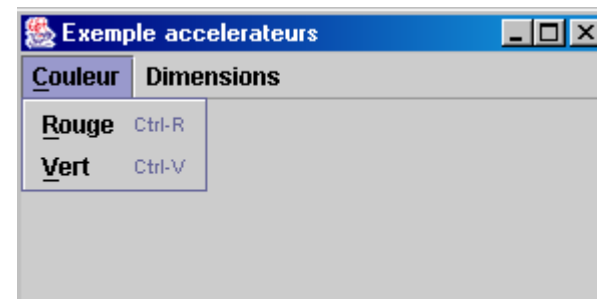 Exemple accelerateurs
Couleur Dimensions
Rouge Ctrl-R
Vert Ctrl-V